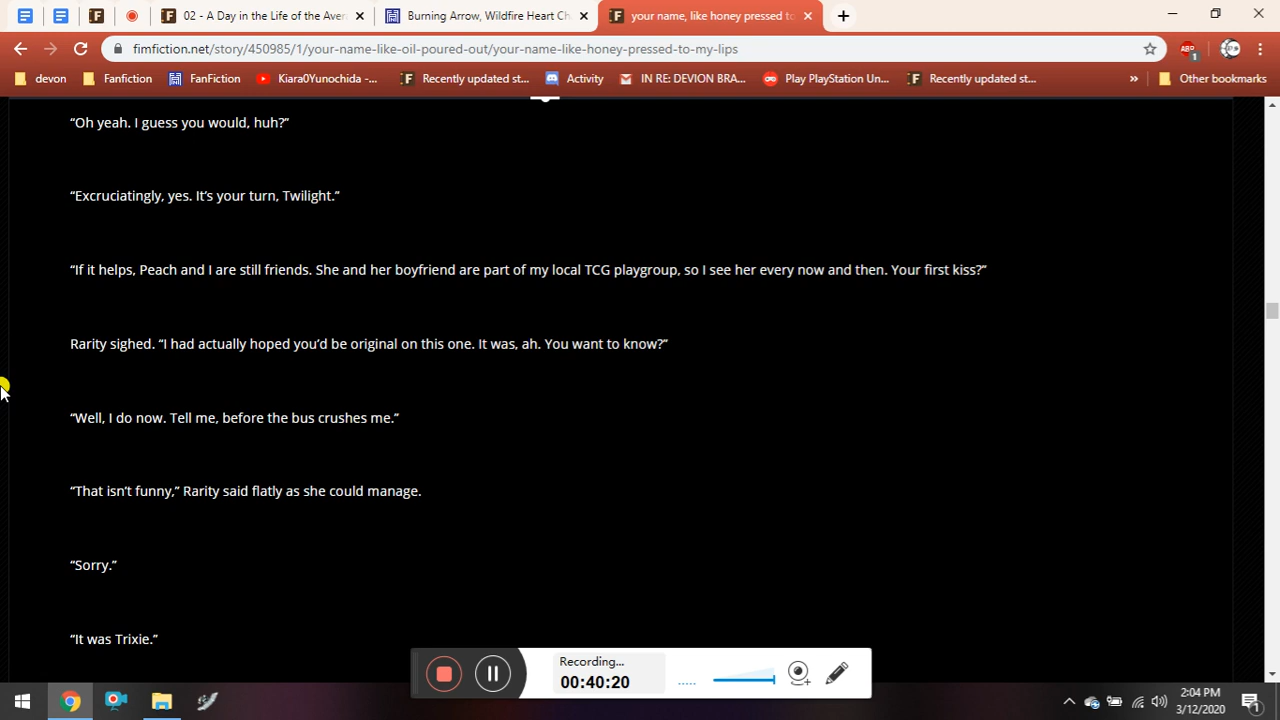 02 - A Day in the Life of the Aver
Burning Arrow, Wildfire Heart Ch
your name, like honey pressed to
fimfiction.net/story/450985/1/your-name-like-oil-poured-out/your-name-like-honey-pressed-to-my-lips
ABP
1
devon
Fanfiction
FanFiction
Kiara0Yunochida -...
Recently updated st...
Activity
IN RE: DEVION BRA...
Play PlayStation Un...
Recently updated st...
»
Other bookmarks
“Oh yeah. I guess you would, huh?”
“Excruciatingly, yes. It’s your turn, Twilight.”
“If it helps, Peach and I are still friends. She and her boyfriend are part of my local TCG playgroup, so I see her every now and then. Your first kiss?”
Rarity sighed. “I had actually hoped you’d be original on this one. It was, ah. You want to know?”
“Well, I do now. Tell me, before the bus crushes me.”
“That isn’t funny,” Rarity said flatly as she could manage.
“Sorry.”
“It was Trixie.”
Recording...
00:40:20
2:04 PM
3/12/2020
1